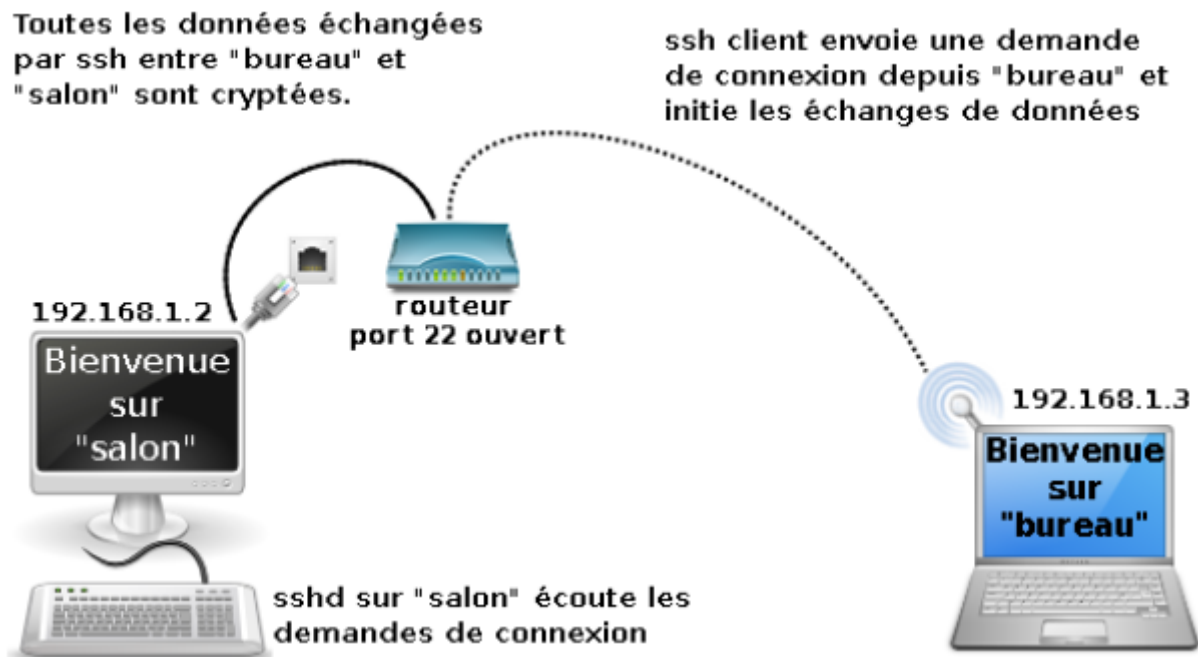 Toutes les données échangées
par ssh entre "bureau" et
"salon" sont cryptées.
ssh client envoie une demande
de connexion depuis "bureau" et
initie les échanges de données
routeur
port 22 ouvert
192.168.1.2
Bienvenue
sur
"salon"
192.168.1.3
Bienvenue
sur
"bureau"
sshd sur "salon" écoute les
demandes de connexion